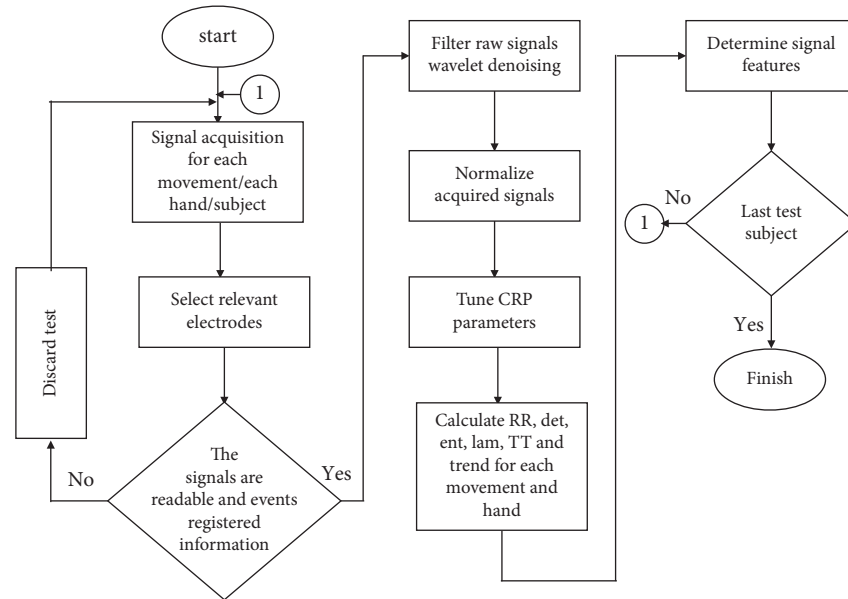 start
1
Signal acquisition
for each
movement/each
hand/subject
Select relevant
electrodes
The
signals are
readable and events
registered
information
No
Discard test
Yes
Filter raw signals
wavelet denoising
Normalize
acquired signals
Tune CRP
parameters
Calculate RR, det,
ent, lam, TT and
trend for each
movement and
hand
Determine signal
features
Last test
subject
No
1
Yes
Finish